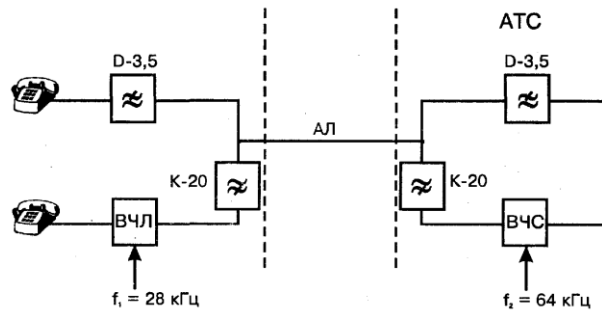 АТС
D-3,5
D-3,5
АЛ
К-20
К-20
ВЧЛ
ВЧС
f₁ = 28 кГц
f₂ = 64 кГц